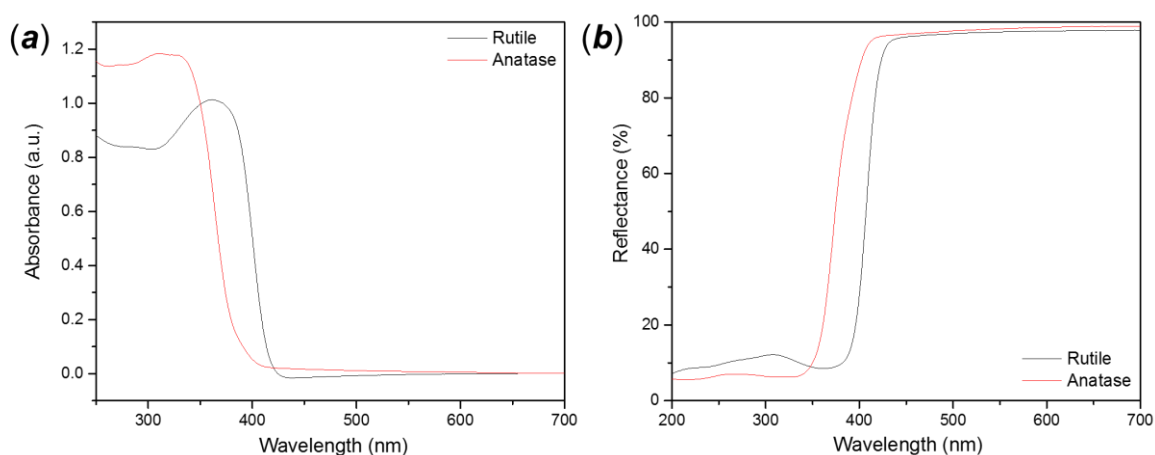 (a)
Absorbance (a.u.)
1.2
1.0
0.8
0.6
0.4
0.2
0.0
Rutile
Anatase
300
400
500
600
700
Wavelength (nm)
(b)
Reflectance (%)
100
80
60
40
20
0
Rutile
Anatase
200
300
400
500
600
700
Wavelength (nm)